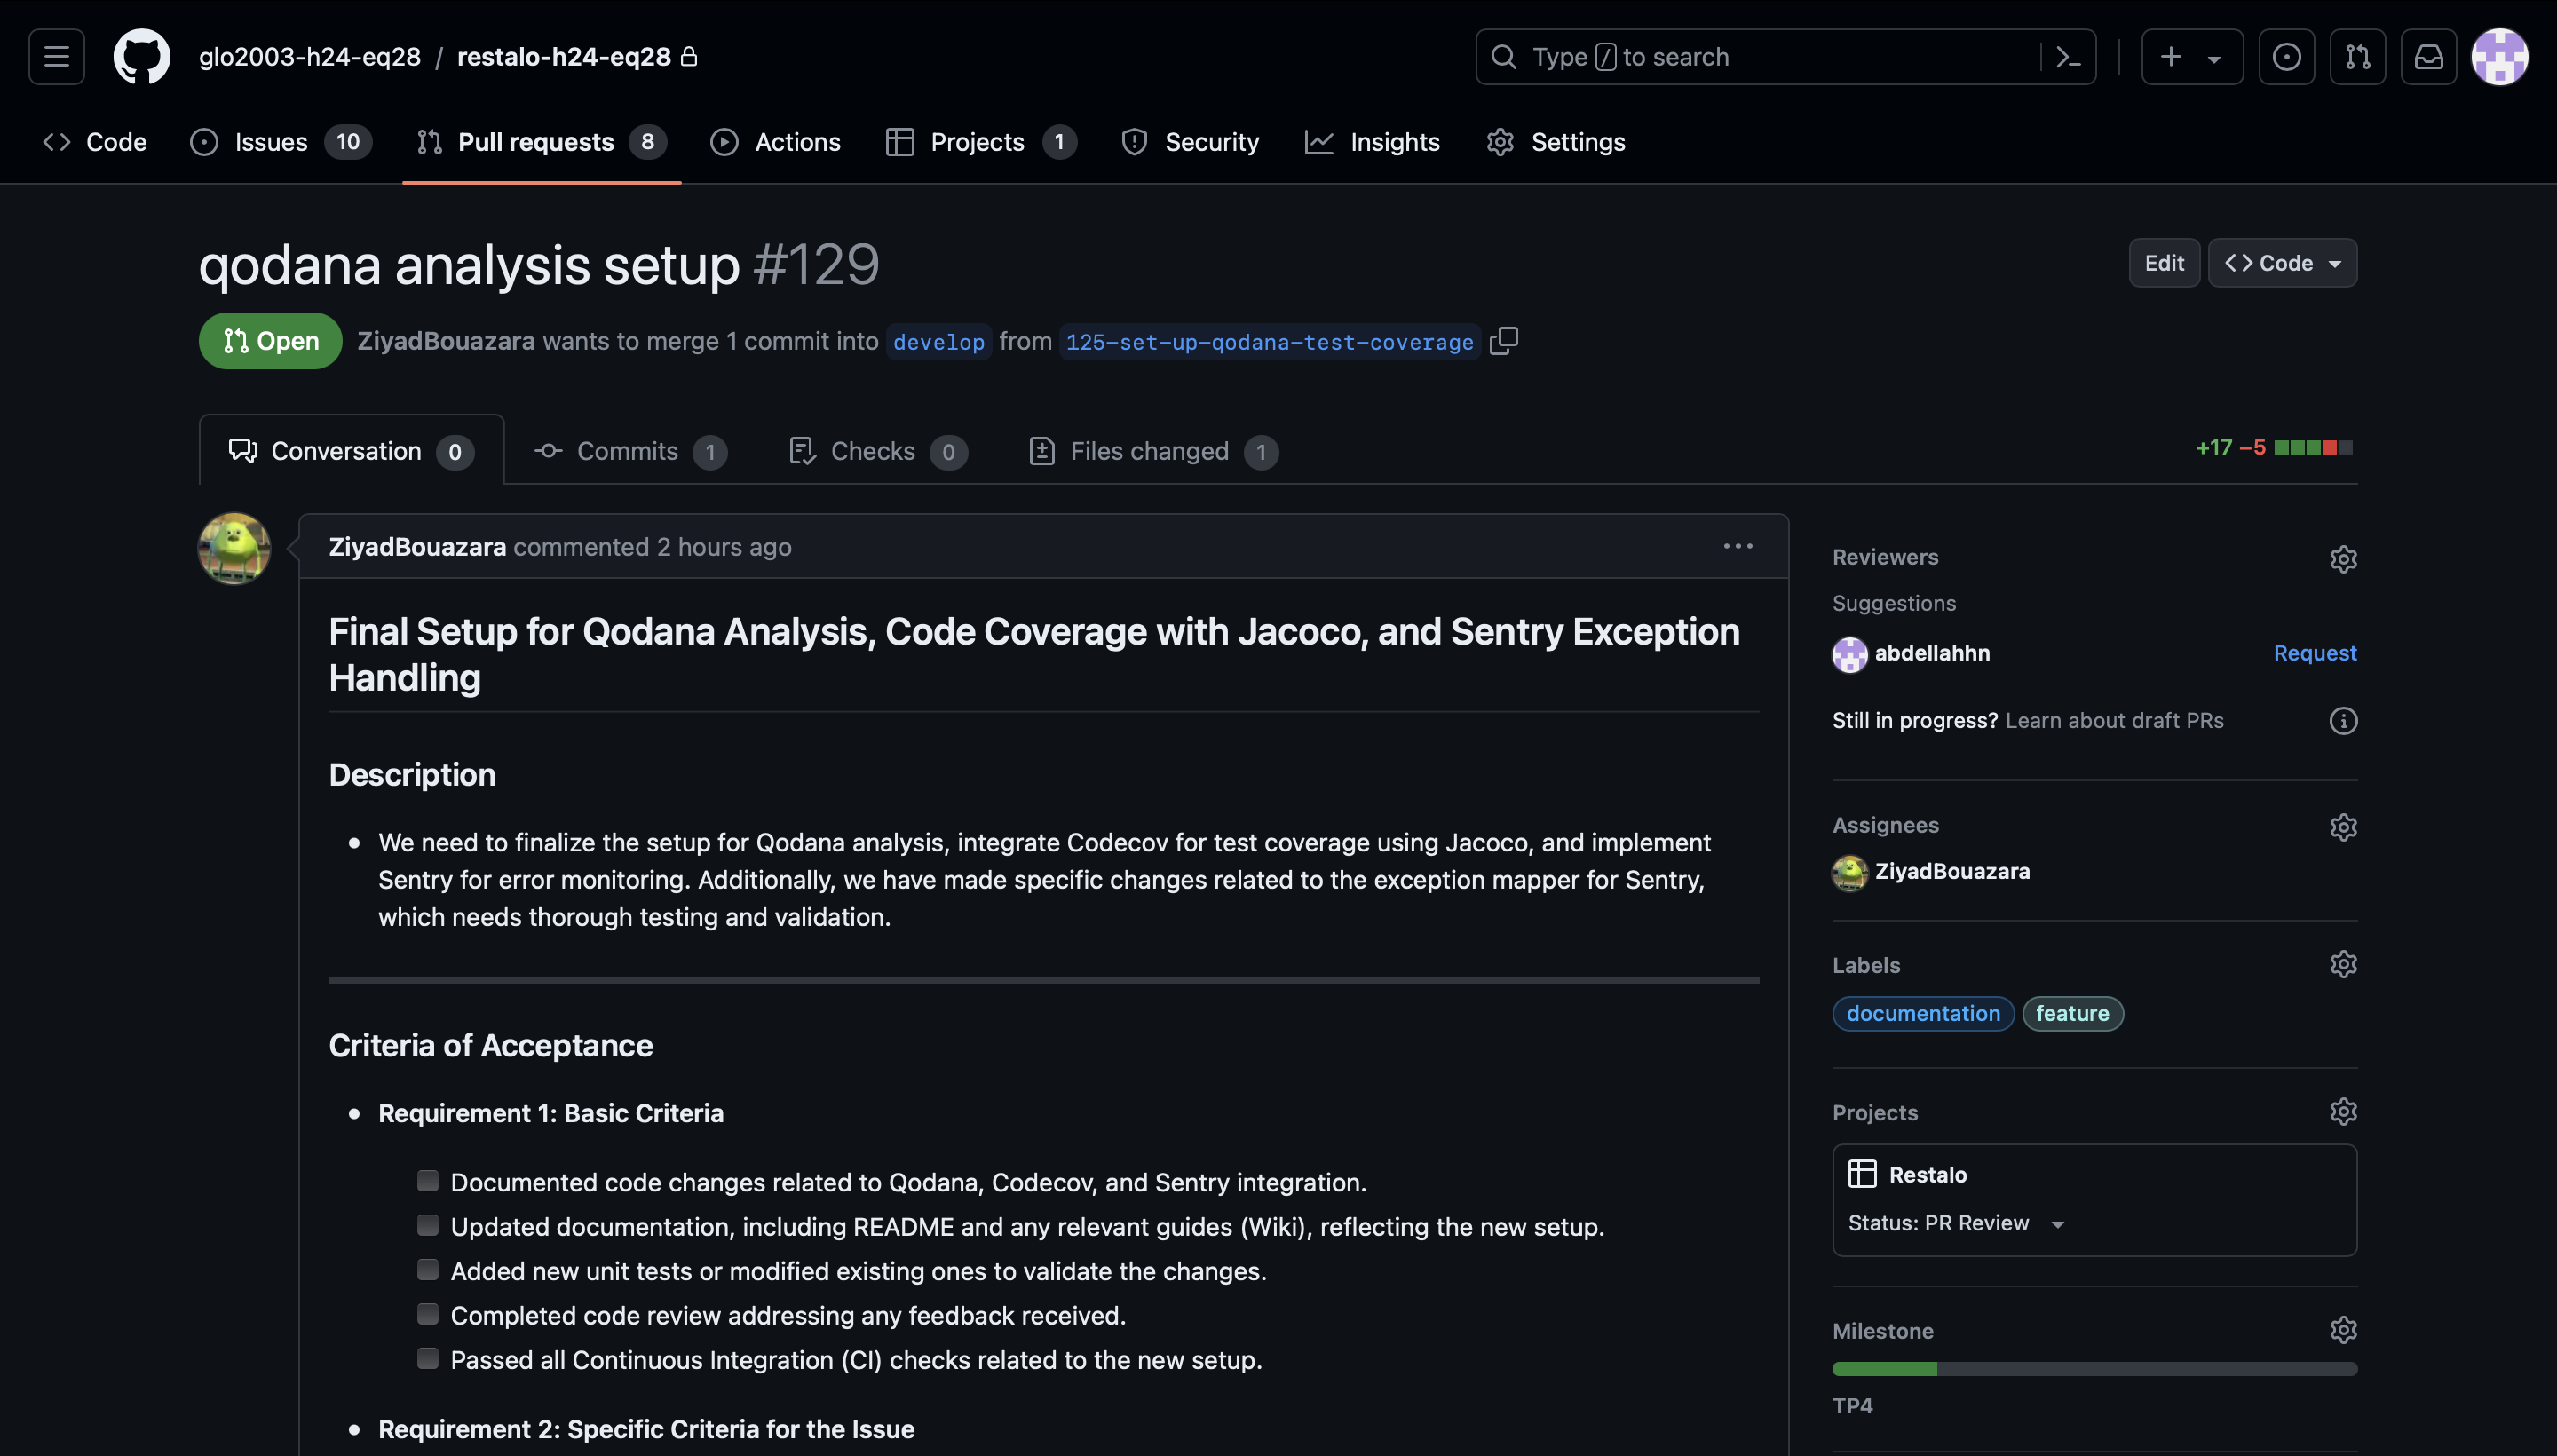 glo2003-h24-eq28 / restalo-h24-eq28
Type / to search
Code
Issues 10
Pull requests 8
Actions
Projects 1
Security
Insights
Settings
qodana analysis setup #129
Edit
Code
Open
ZiyadBouazara wants to merge 1 commit into develop from 125-set-up-qodana-test-coverage
Conversation 0
Commits 1
Checks 0
Files changed 1
+17 −5
ZiyadBouazara commented 2 hours ago
Final Setup for Qodana Analysis, Code Coverage with Jacoco, and Sentry Exception
Handling
Description
We need to finalize the setup for Qodana analysis, integrate Codecov for test coverage using Jacoco, and implement
Sentry for error monitoring. Additionally, we have made specific changes related to the exception mapper for Sentry,
which needs thorough testing and validation.
Criteria of Acceptance
Requirement 1: Basic Criteria
Documented code changes related to Qodana, Codecov, and Sentry integration.
Updated documentation, including README and any relevant guides (Wiki), reflecting the new setup.
Added new unit tests or modified existing ones to validate the changes.
Completed code review addressing any feedback received.
Passed all Continuous Integration (CI) checks related to the new setup.
Requirement 2: Specific Criteria for the Issue
Reviewers
Suggestions
abdellahhn
Request
Still in progress? Learn about draft PRs
Assignees
ZiyadBouazara
Labels
documentation
feature
Projects
Restalo
Status: PR Review
Milestone
TP4